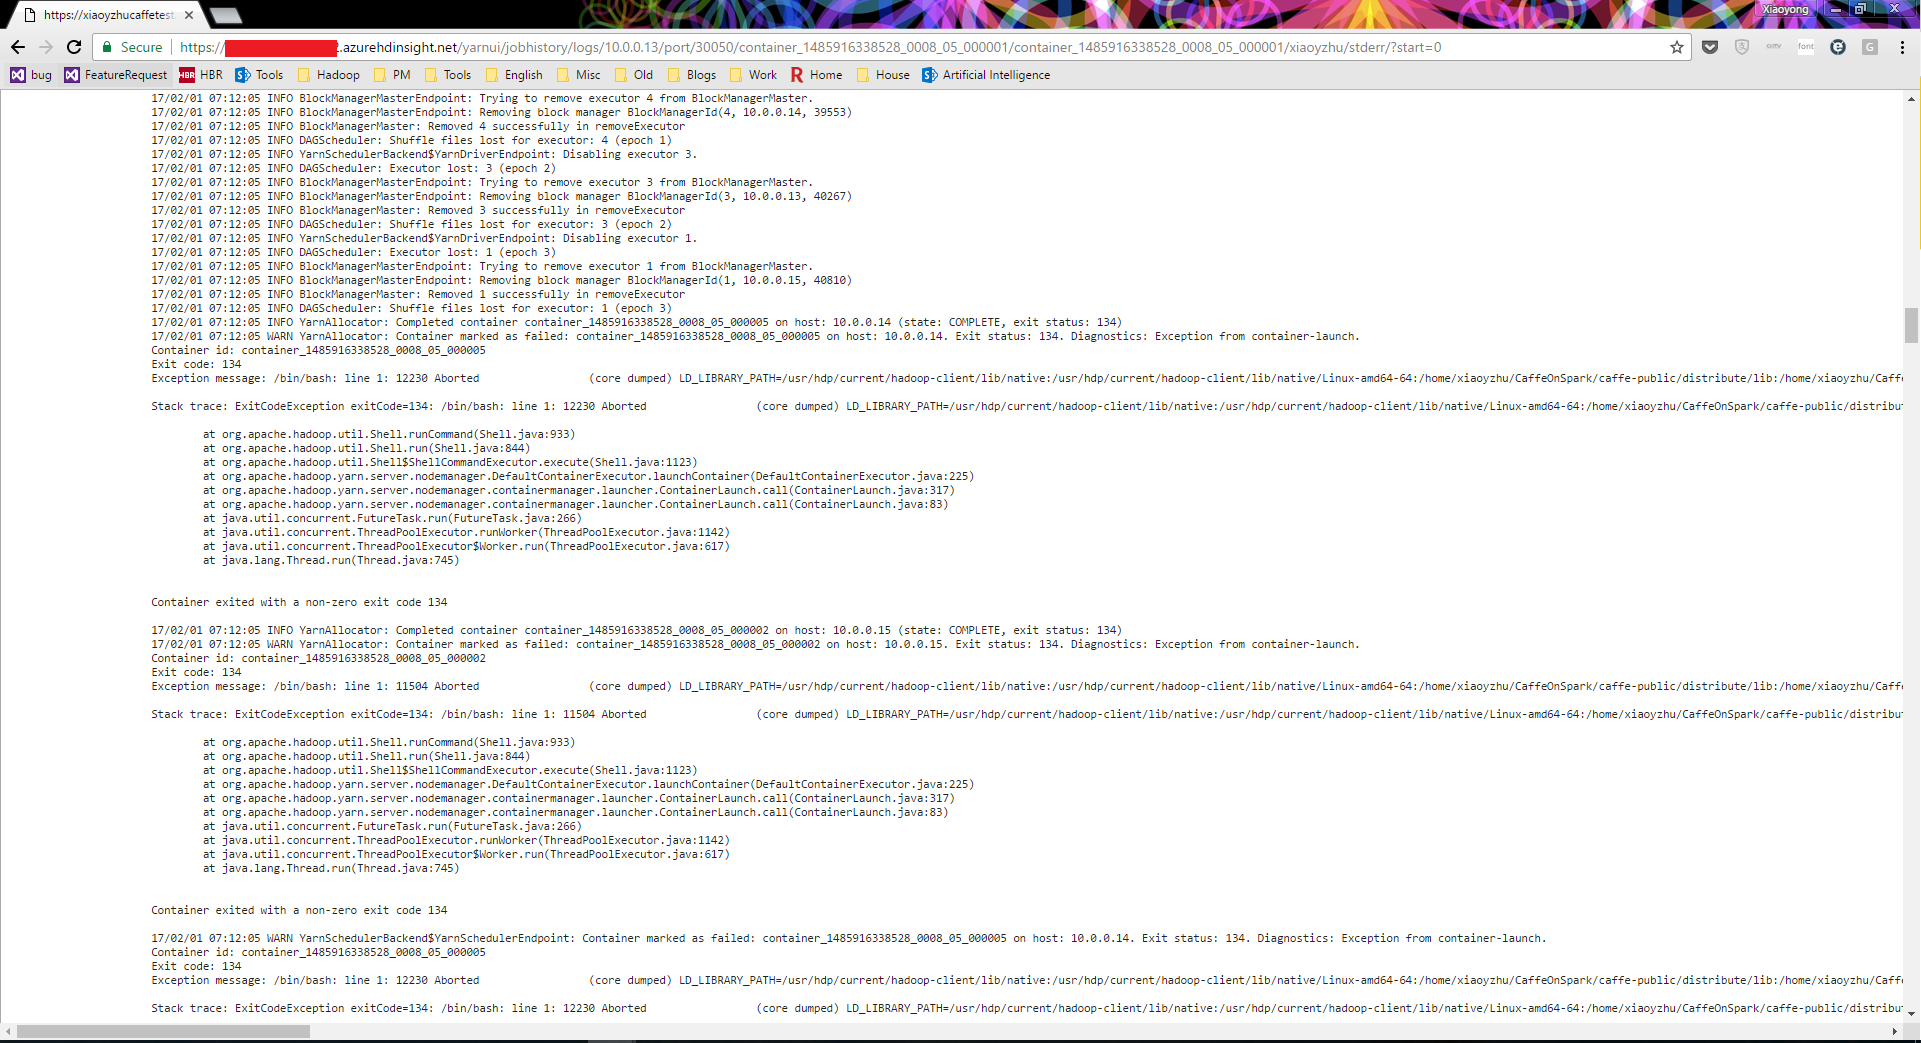 https://xiaoyzhucaffetest
Xiaoyong
Secure
https://
.azurehdinsight.net/yarnui/jobhistory/logs/10.0.0.13/port/30050/container_1485916338528_0008_05_000001/container_1485916338528_0008_05_000001/xiaoyzhu/stderr/?start=0
font
G
bug FeatureRequest HBR HBR Tools Hadoop PM Tools English Misc Old Blogs Work R Home House Artificial Intelligence
17/02/01 07:12:05 INFO BlockManagerMasterEndpoint: Trying to remove executor 4 from BlockManagerMaster.
17/02/01 07:12:05 INFO BlockManagerMasterEndpoint: Removing block manager BlockManagerId(4, 10.0.0.14, 39553)
17/02/01 07:12:05 INFO BlockManagerMaster: Removed 4 successfully in removeExecutor
17/02/01 07:12:05 INFO DAGScheduler: Shuffle files lost for executor: 4 (epoch 1)
17/02/01 07:12:05 INFO YarnSchedulerBackend$YarnDriverEndpoint: Disabling executor 3.
17/02/01 07:12:05 INFO DAGScheduler: Executor lost: 3 (epoch 2)
17/02/01 07:12:05 INFO BlockManagerMasterEndpoint: Trying to remove executor 3 from BlockManagerMaster.
17/02/01 07:12:05 INFO BlockManagerMasterEndpoint: Removing block manager BlockManagerId(3, 10.0.0.13, 40267)
17/02/01 07:12:05 INFO BlockManagerMaster: Removed 3 successfully in removeExecutor
17/02/01 07:12:05 INFO DAGScheduler: Shuffle files lost for executor: 3 (epoch 2)
17/02/01 07:12:05 INFO YarnSchedulerBackend$YarnDriverEndpoint: Disabling executor 1.
17/02/01 07:12:05 INFO DAGScheduler: Executor lost: 1 (epoch 3)
17/02/01 07:12:05 INFO BlockManagerMasterEndpoint: Trying to remove executor 1 from BlockManagerMaster.
17/02/01 07:12:05 INFO BlockManagerMasterEndpoint: Removing block manager BlockManagerId(1, 10.0.0.15, 40810)
17/02/01 07:12:05 INFO BlockManagerMaster: Removed 1 successfully in removeExecutor
17/02/01 07:12:05 INFO DAGScheduler: Shuffle files lost for executor: 1 (epoch 3)
17/02/01 07:12:05 INFO YarnAllocator: Completed container container_1485916338528_0008_05_000005 on host: 10.0.0.14 (state: COMPLETE, exit status: 134)
17/02/01 07:12:05 WARN YarnAllocator: Container marked as failed: container_1485916338528_0008_05_000005 on host: 10.0.0.14. Exit status: 134. Diagnostics: Exception from container-launch.
Container id: container_1485916338528_0008_05_000005
Exit code: 134
Exception message: /bin/bash: line 1: 12230 Aborted (core dumped) LD_LIBRARY_PATH=/usr/hdp/current/hadoop-client/lib/native:/usr/hdp/current/hadoop-client/lib/native/Linux-amd64-64:/home/xiaoyzhu/CaffeOnSpark/caffe-public/distribute/lib:/home/xiaoyzhu/Caffe
Stack trace: ExitCodeException exitCode=134: /bin/bash: line 1: 12230 Aborted (core dumped) LD_LIBRARY_PATH=/usr/hdp/current/hadoop-client/lib/native:/usr/hdp/current/hadoop-client/lib/native/Linux-amd64-64:/home/xiaoyzhu/CaffeOnSpark/caffe-public/distribut
at org.apache.hadoop.util.Shell.runCommand(Shell.java:933)
at org.apache.hadoop.util.Shell.run(Shell.java:844)
at org.apache.hadoop.util.Shell$ShellCommandExecutor.execute(Shell.java:1123)
at org.apache.hadoop.yarn.server.nodemanager.DefaultContainerExecutor.launchContainer(DefaultContainerExecutor.java:225)
at org.apache.hadoop.yarn.server.nodemanager.containermanager.launcher.ContainerLaunch.call(ContainerLaunch.java:317)
at org.apache.hadoop.yarn.server.nodemanager.containermanager.launcher.ContainerLaunch.call(ContainerLaunch.java:83)
at java.util.concurrent.FutureTask.run(FutureTask.java:266)
at java.util.concurrent.ThreadPoolExecutor.runWorker(ThreadPoolExecutor.java:1142)
at java.util.concurrent.ThreadPoolExecutor$Worker.run(ThreadPoolExecutor.java:617)
at java.lang.Thread.run(Thread.java:745)
Container exited with a non-zero exit code 134
17/02/01 07:12:05 INFO YarnAllocator: Completed container container_1485916338528_0008_05_000002 on host: 10.0.0.15 (state: COMPLETE, exit status: 134)
17/02/01 07:12:05 WARN YarnAllocator: Container marked as failed: container_1485916338528_0008_05_000002 on host: 10.0.0.15. Exit status: 134. Diagnostics: Exception from container-launch.
Container id: container_1485916338528_0008_05_000002
Exit code: 134
Exception message: /bin/bash: line 1: 11504 Aborted (core dumped) LD_LIBRARY_PATH=/usr/hdp/current/hadoop-client/lib/native:/usr/hdp/current/hadoop-client/lib/native/Linux-amd64-64:/home/xiaoyzhu/CaffeOnSpark/caffe-public/distribute/lib:/home/xiaoyzhu/Caffe
Stack trace: ExitCodeException exitCode=134: /bin/bash: line 1: 11504 Aborted (core dumped) LD_LIBRARY_PATH=/usr/hdp/current/hadoop-client/lib/native:/usr/hdp/current/hadoop-client/lib/native/Linux-amd64-64:/home/xiaoyzhu/CaffeOnSpark/caffe-public/distribut
at org.apache.hadoop.util.Shell.runCommand(Shell.java:933)
at org.apache.hadoop.util.Shell.run(Shell.java:844)
at org.apache.hadoop.util.Shell$ShellCommandExecutor.execute(Shell.java:1123)
at org.apache.hadoop.yarn.server.nodemanager.DefaultContainerExecutor.launchContainer(DefaultContainerExecutor.java:225)
at org.apache.hadoop.yarn.server.nodemanager.containermanager.launcher.ContainerLaunch.call(ContainerLaunch.java:317)
at org.apache.hadoop.yarn.server.nodemanager.containermanager.launcher.ContainerLaunch.call(ContainerLaunch.java:83)
at java.util.concurrent.FutureTask.run(FutureTask.java:266)
at java.util.concurrent.ThreadPoolExecutor.runWorker(ThreadPoolExecutor.java:1142)
at java.util.concurrent.ThreadPoolExecutor$Worker.run(ThreadPoolExecutor.java:617)
at java.lang.Thread.run(Thread.java:745)
Container exited with a non-zero exit code 134
17/02/01 07:12:05 WARN YarnSchedulerBackend$YarnSchedulerEndpoint: Container marked as failed: container_1485916338528_0008_05_000005 on host: 10.0.0.14. Exit status: 134. Diagnostics: Exception from container-launch.
Container id: container_1485916338528_0008_05_000005
Exit code: 134
Exception message: /bin/bash: line 1: 12230 Aborted (core dumped) LD_LIBRARY_PATH=/usr/hdp/current/hadoop-client/lib/native:/usr/hdp/current/hadoop-client/lib/native/Linux-amd64-64:/home/xiaoyzhu/CaffeOnSpark/caffe-public/distribute/lib:/home/xiaoyzhu/Caffe
Stack trace: ExitCodeException exitCode=134: /bin/bash: line 1: 12230 Aborted (core dumped) LD_LIBRARY_PATH=/usr/hdp/current/hadoop-client/lib/native:/usr/hdp/current/hadoop-client/lib/native/Linux-amd64-64:/home/xiaoyzhu/CaffeOnSpark/caffe-public/distribut